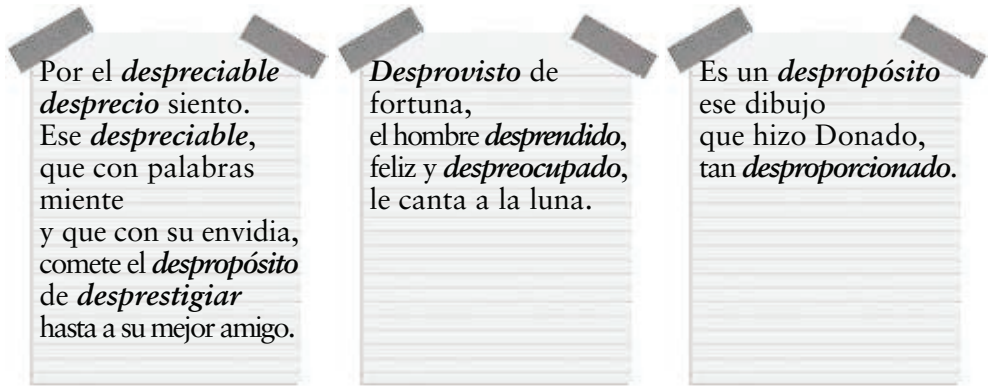 Por el despreciable
desprecio siento.
Ese despreciable,
que con palabras
miente
y que con su envidia,
comete el despropósito
de desprestigiar
hasta a su mejor amigo.
Desprovisto de
fortuna,
el hombre desprendido,
feliz y despreocupado,
le canta a la luna.
Es un despropósito
ese dibujo
que hizo Donado,
tan desproporcionado.